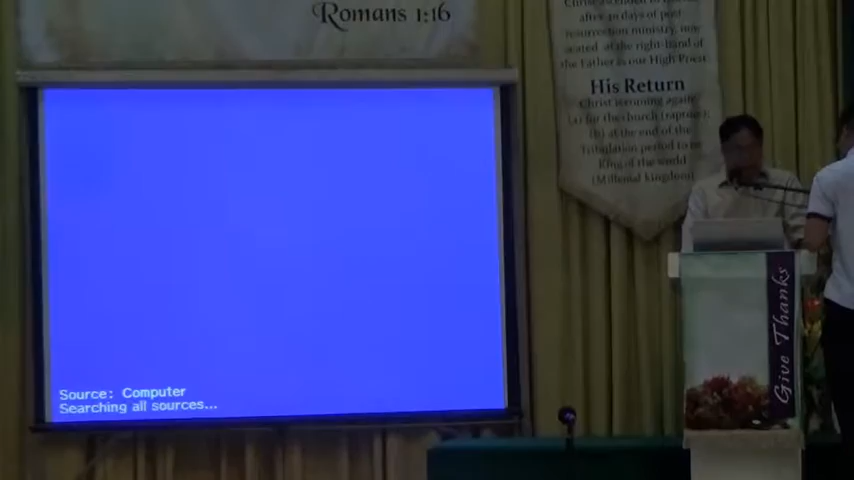 Romans 1:16
Christ ascended to heaven
after 40 days of post-
resurrection ministry, now
seated at the right hand of
the Father as our High Priest
His Return
Christ is coming again
(a) for the church (rapture);
(b) at the end of the
tribulation period to be
King of the world
(Millenial kingdom)
Give Thanks
Source: Computer
Searching all sources...